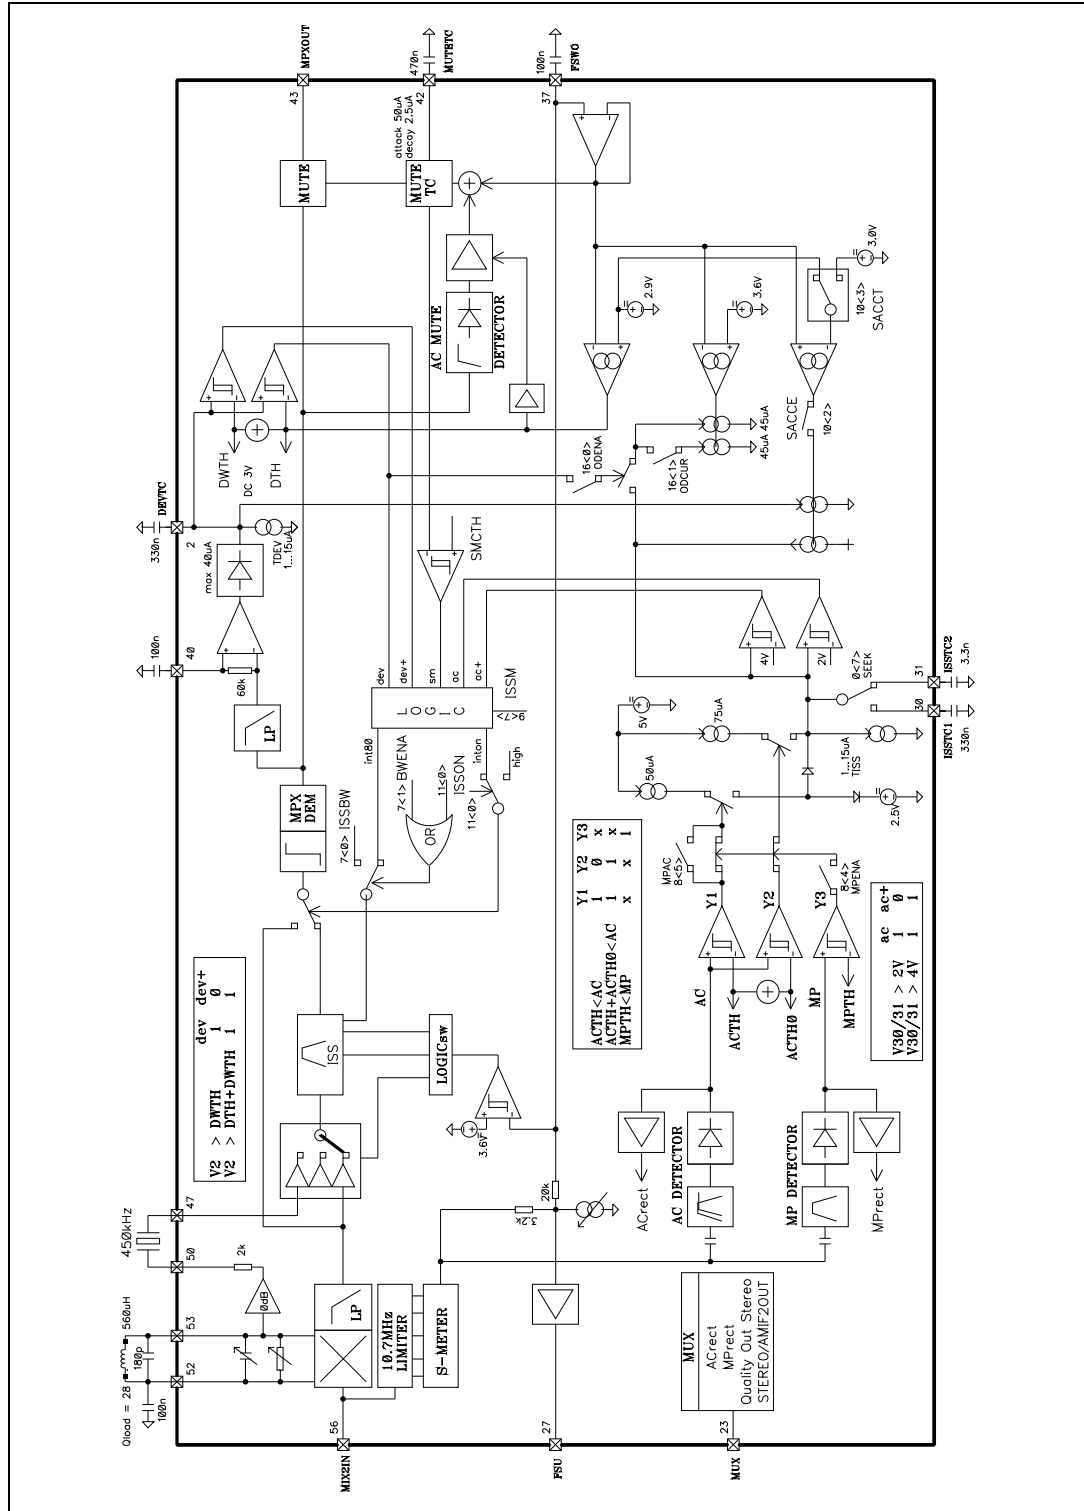 MPXOUT
43
MUTETC
470n
42
FSWO
100n
37
attack 50uA
decay 2.5uA
MUTE
MUTE
TC
AC MUTE
DETECTOR
DEVTC
330n
2
DWTH
DC 3V
DTH
max 40uA
TDEV
1...15uA
100n
40
60k
LP
MPX
DEM
2.9V
3.6V
3.0V
10<3>
SACCT
SACCE
10<2>
16<0>
ODENA
16<1>
ODCUR
45uA 45uA
SMCTH
dev
dev+
sm
ac
ac+
LOGIC
ISSM
9<7>
int80
inton
7<0> ISSBW
7<1> BWENA
11<0>
OR
ISSON
11<0>
high
4V
2V
0<7>
SEEK
31
ISSTC2
3.3n
30
ISSTC1
330n
5V
75uA
50uA
1...15uA
TISS
2.5V
V2 > DWTH
V2 > DTH+DWTH
dev dev+
1 0
1 1
ISS
LOGICsw
3.6V
Y1 Y2 Y3
ACTH<AC 1 0 x
ACTH+ACTH0<AC 1 1 x
MPTH<MP x x 1
MPAC
8<5>
Y1
Y2
Y3
8<4>
MPENA
AC
ACTH
ACTH0
MP
MPTH
ac ac+
V30/31 > 2V 1 0
V30/31 > 4V 1 1
450kHz
47
50
2k
0dB
560uH
53
180p
52
Qload = 28
100n
LP
10.7MHz
LIMITER
S-METER
3.2k
20k
ACrect
AC DETECTOR
MP DETECTOR
MPrect
MUX
ACrect
MPrect
Quality Out Stereo
STEREO/AMIF2OUT
56
MIX2IN
27
FSU
23
MUX